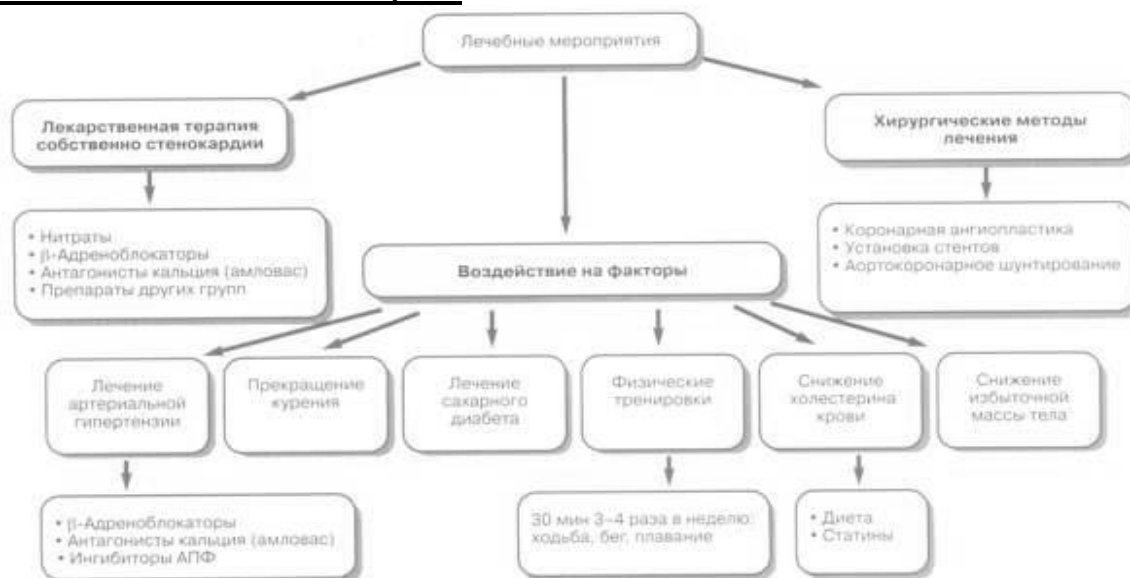 Лечебные мероприятия
Лекарственная терапия
собственно стенокардии
Хирургические методы
лечения
• Нитраты
• β-Адреноблокаторы
• Антагонисты кальция (амловас)
• Препараты других групп
• Коронарная ангиопластика
• Установка стентов
• Аортокоронарное шунтирование
Воздействие на факторы
Лечение
артериальной
гипертензии
Прекращение
курения
Лечение
сахарного
диабета
Физические
тренировки
Снижение
холестерина
крови
Снижение
избыточной
массы тела
• β-Адреноблокаторы
• Антагонисты кальция (амловас)
• Ингибиторы АПФ
30 мин 3–4 раза в неделю:
ходьба, бег, плавание
• Диета
• Статины